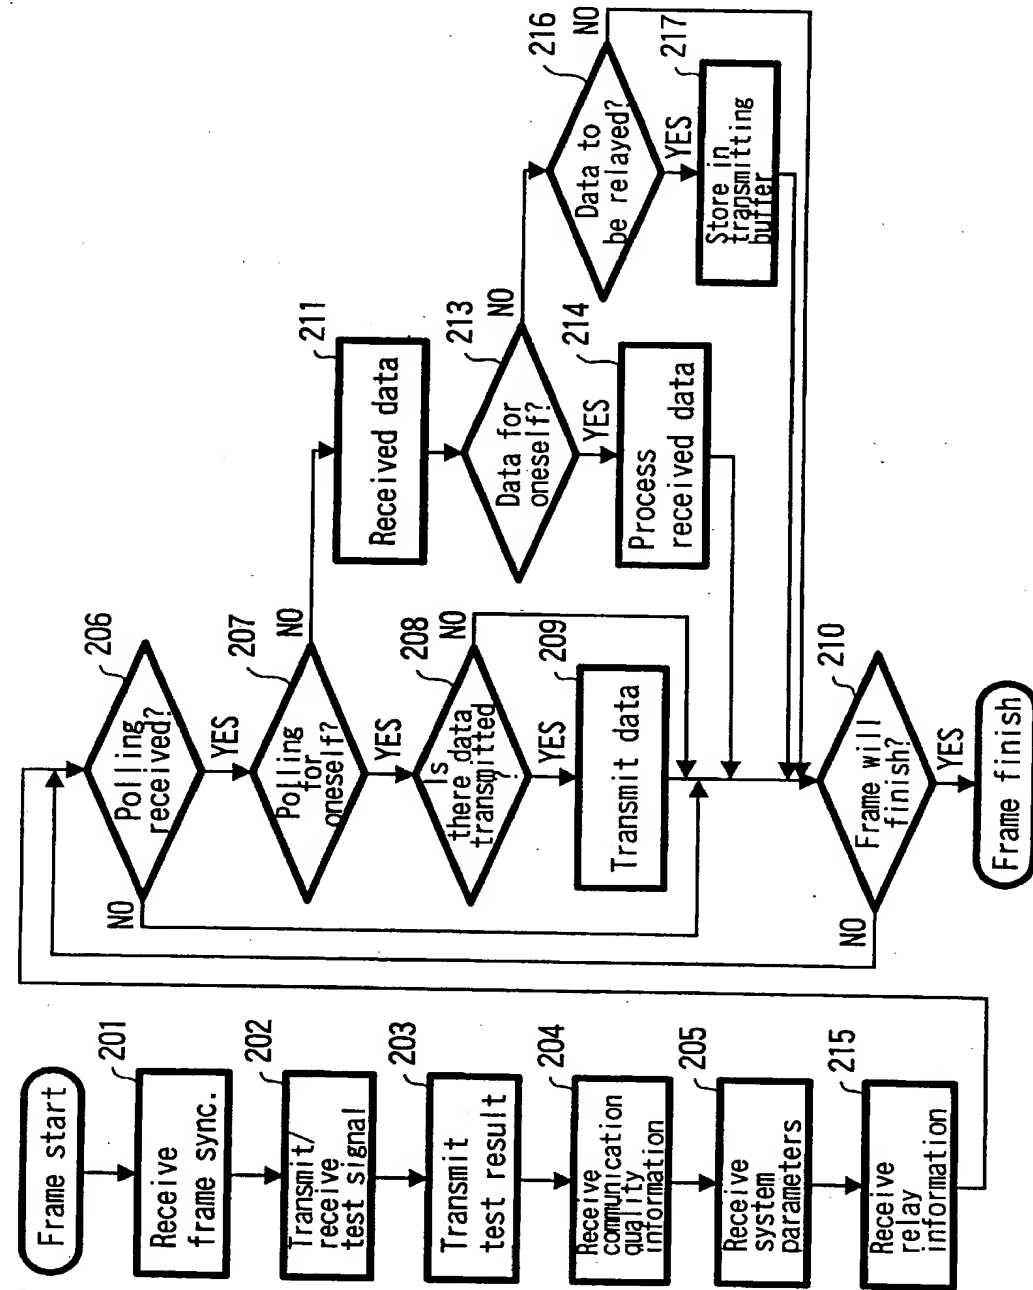 Frame start
201
Receive
frame sync.
202
Transmit/
receive
test signal
203
Transmit
test result
204
Receive
communication
quality
information
205
Receive
system
parameters
215
Receive
relay
information
206
Polling
received?
NO
YES
207
Polling
for
oneself?
NO
YES
208
Is
there data
transmitted
?
NO
YES
209
Transmit data
211
Received data
213
Data for
oneself?
NO
YES
214
Process
received data
216
Data to
be relayed?
NO
YES
217
Store in
transmitting
buffer
210
Frame will
finish?
NO
YES
Frame finish